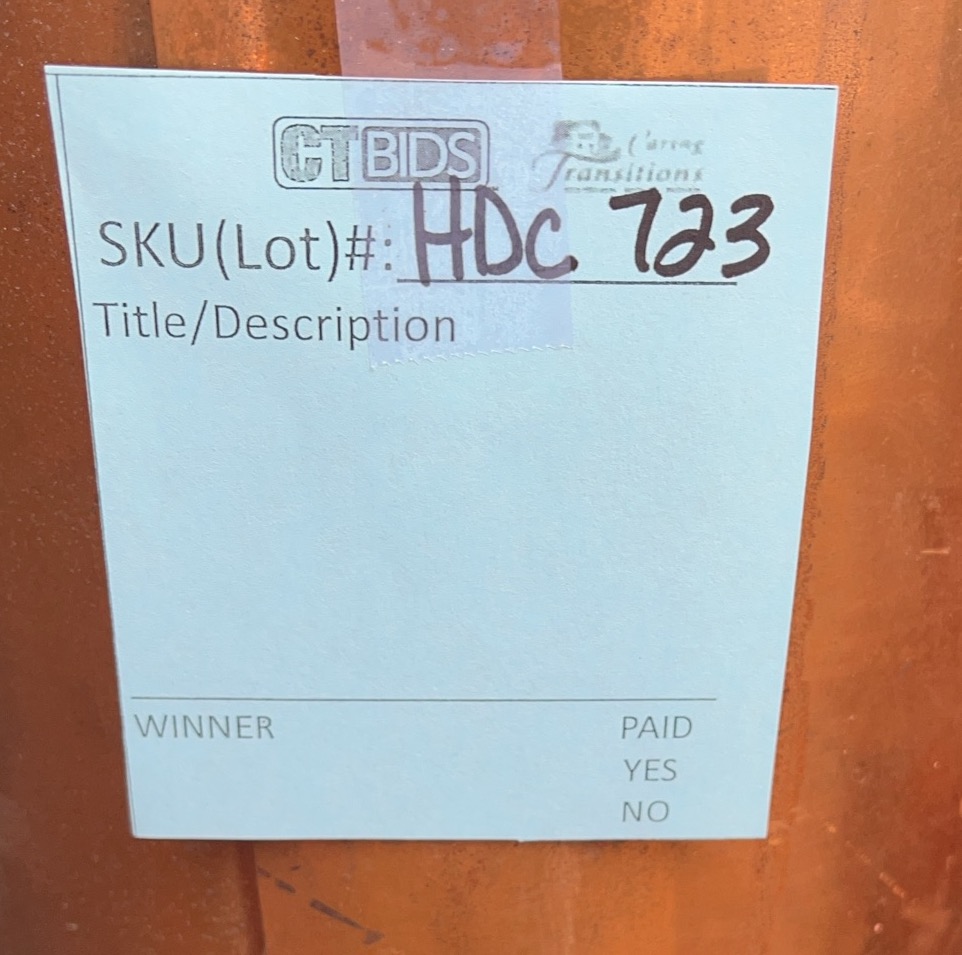 CTBIDS
Caring
Transitions
SKU(Lot)#: HDC 723
Title/Description
WINNER PAID
YES
NO